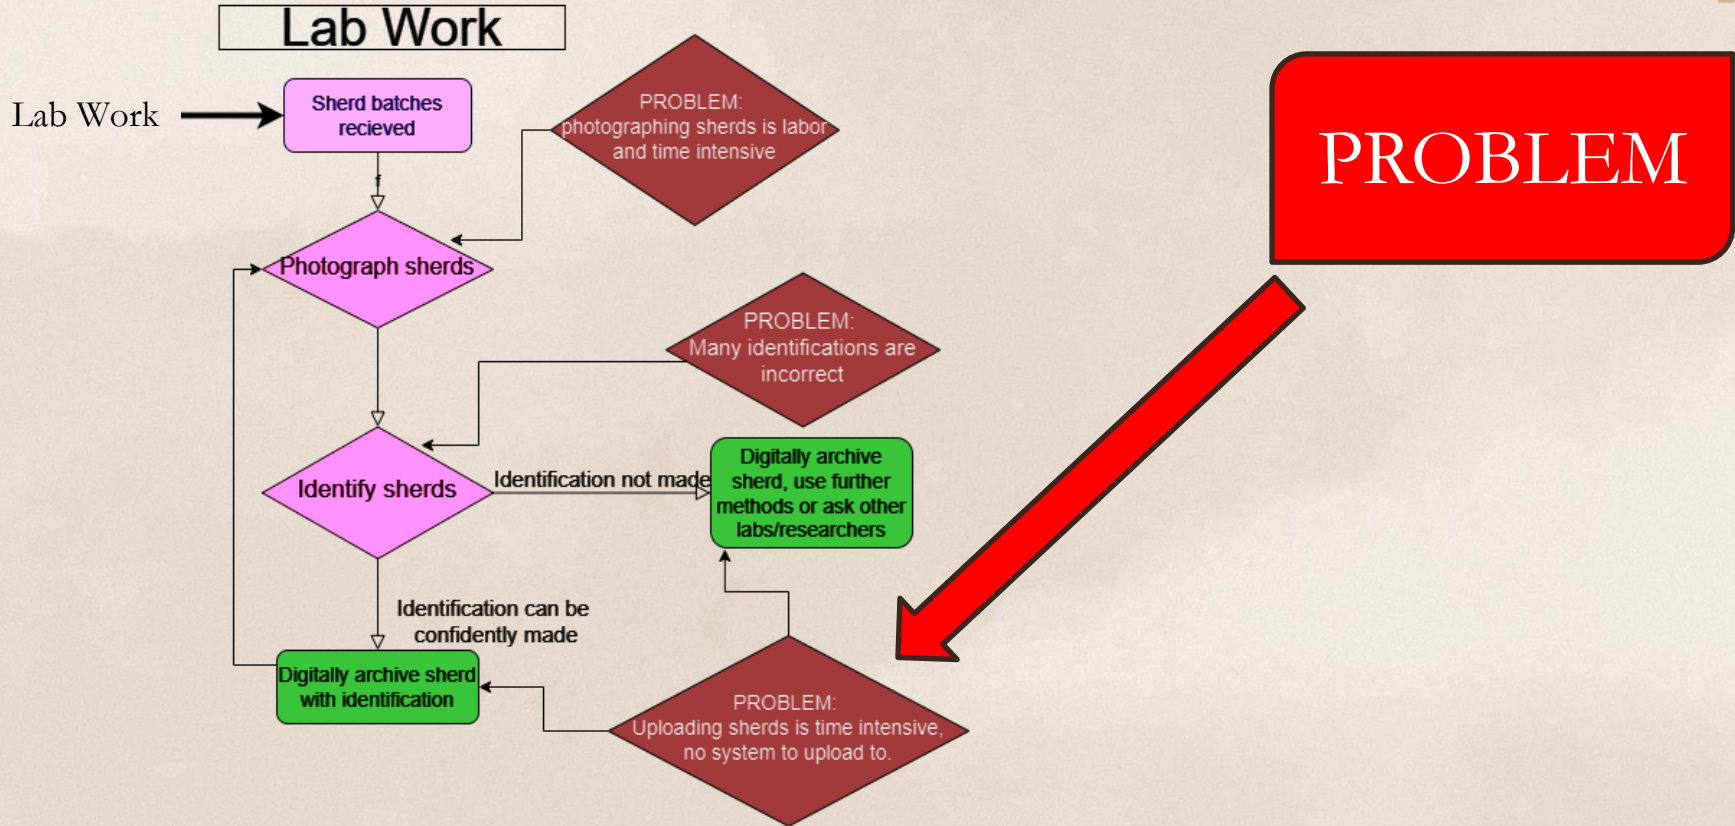 Lab Work
Lab Work
Sherd batches
recieved
f
PROBLEM:
photographing sherds is labor
and time intensive
PROBLEM
Photograph sherds
PROBLEM:
Many identifications are
incorrect
Identify sherds
Identification not made
Digitally archive
sherd, use further
methods or ask other
labs/researchers
Identification can be
confidently made
Digitally archive sherd
with identification
PROBLEM:
Uploading sherds is time intensive,
no system to upload to.